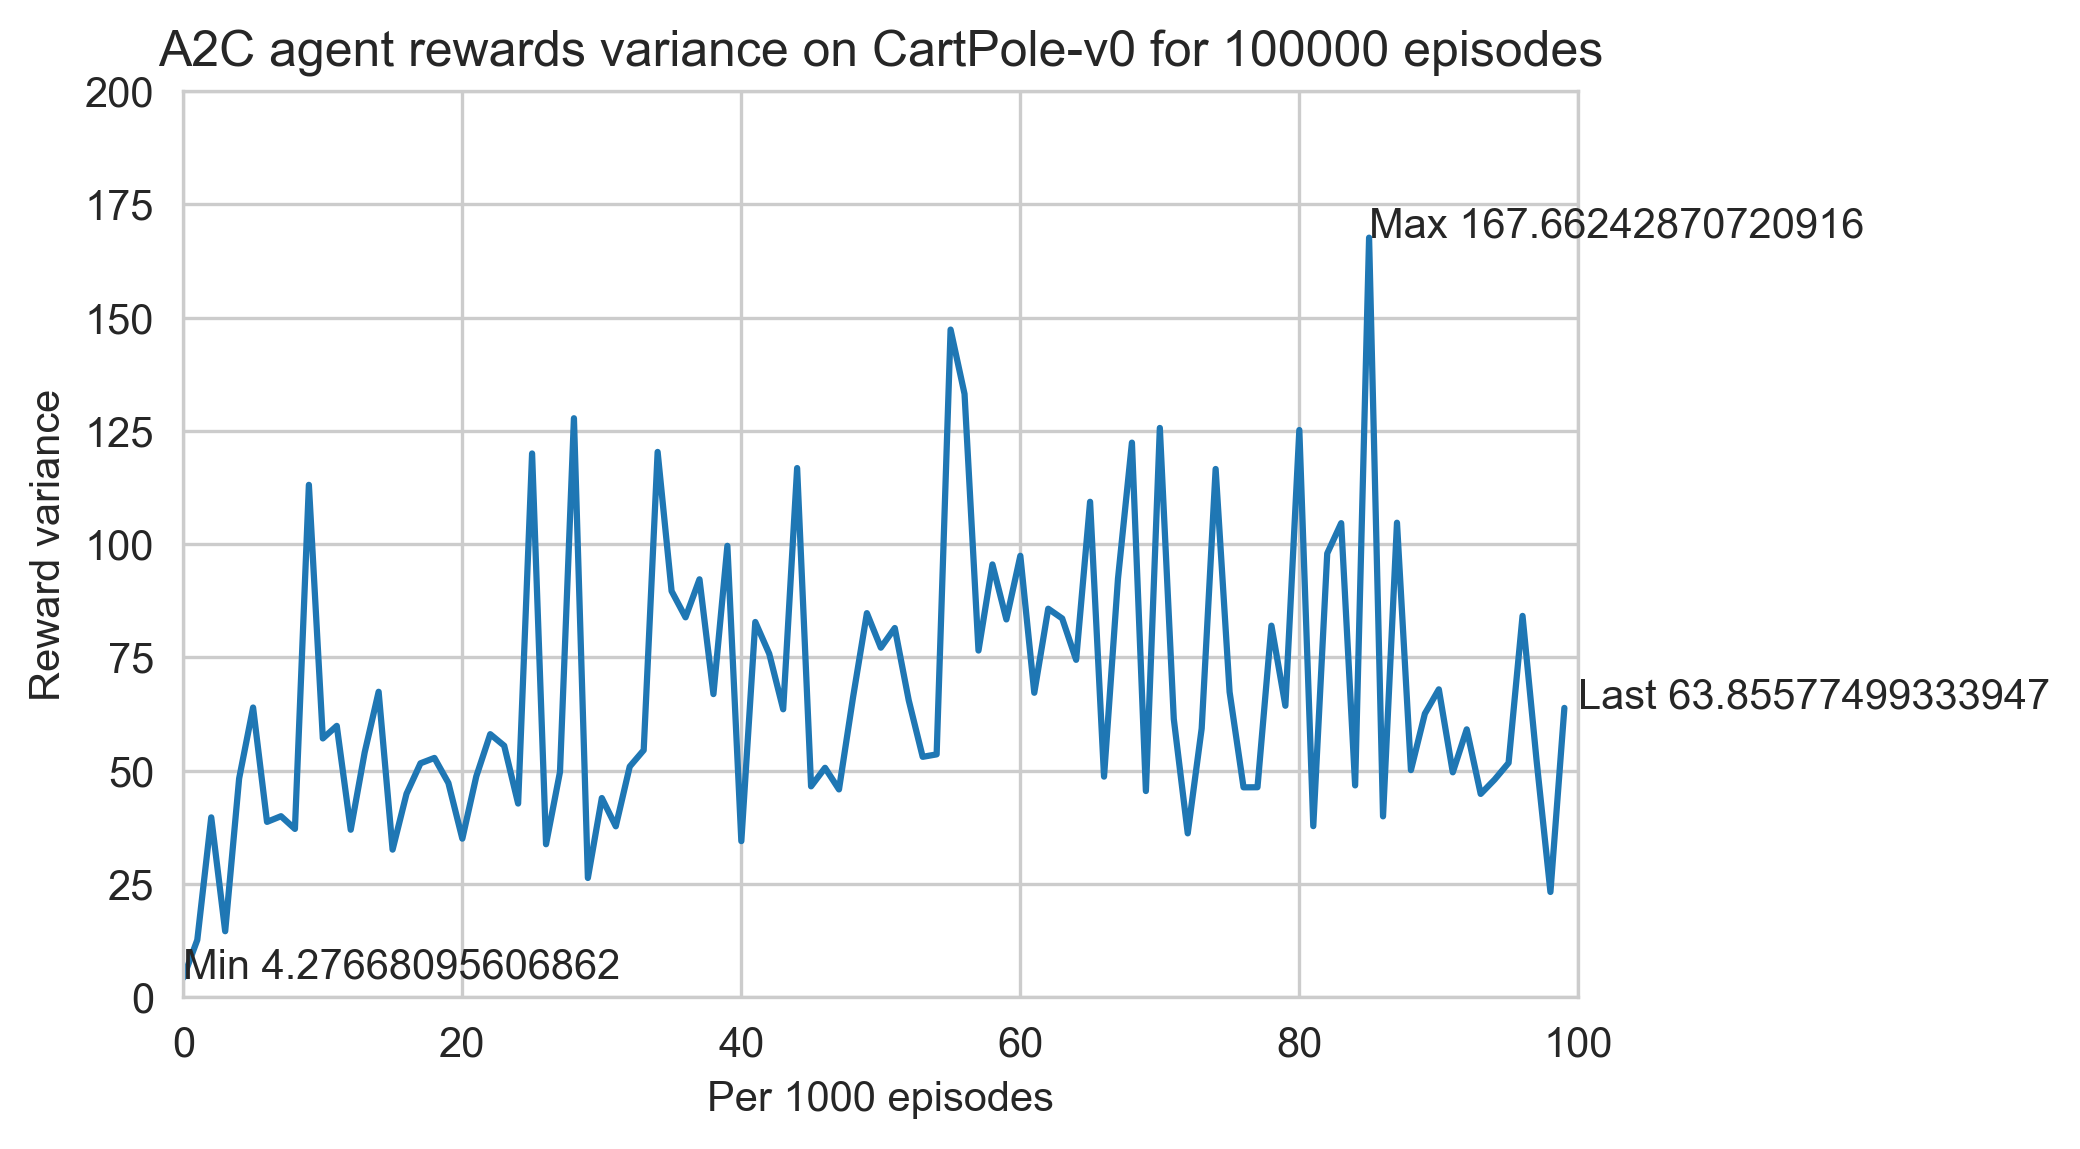 A2C agent rewards variance on CartPole-v0 for 100000 episodes
200
175
150
125
100
75
50
25
0
Reward variance
Max 167.66242870720916
Last 63.85577499333947
Min 4.27668095606862
0 20 40 60 80 100
Per 1000 episodes